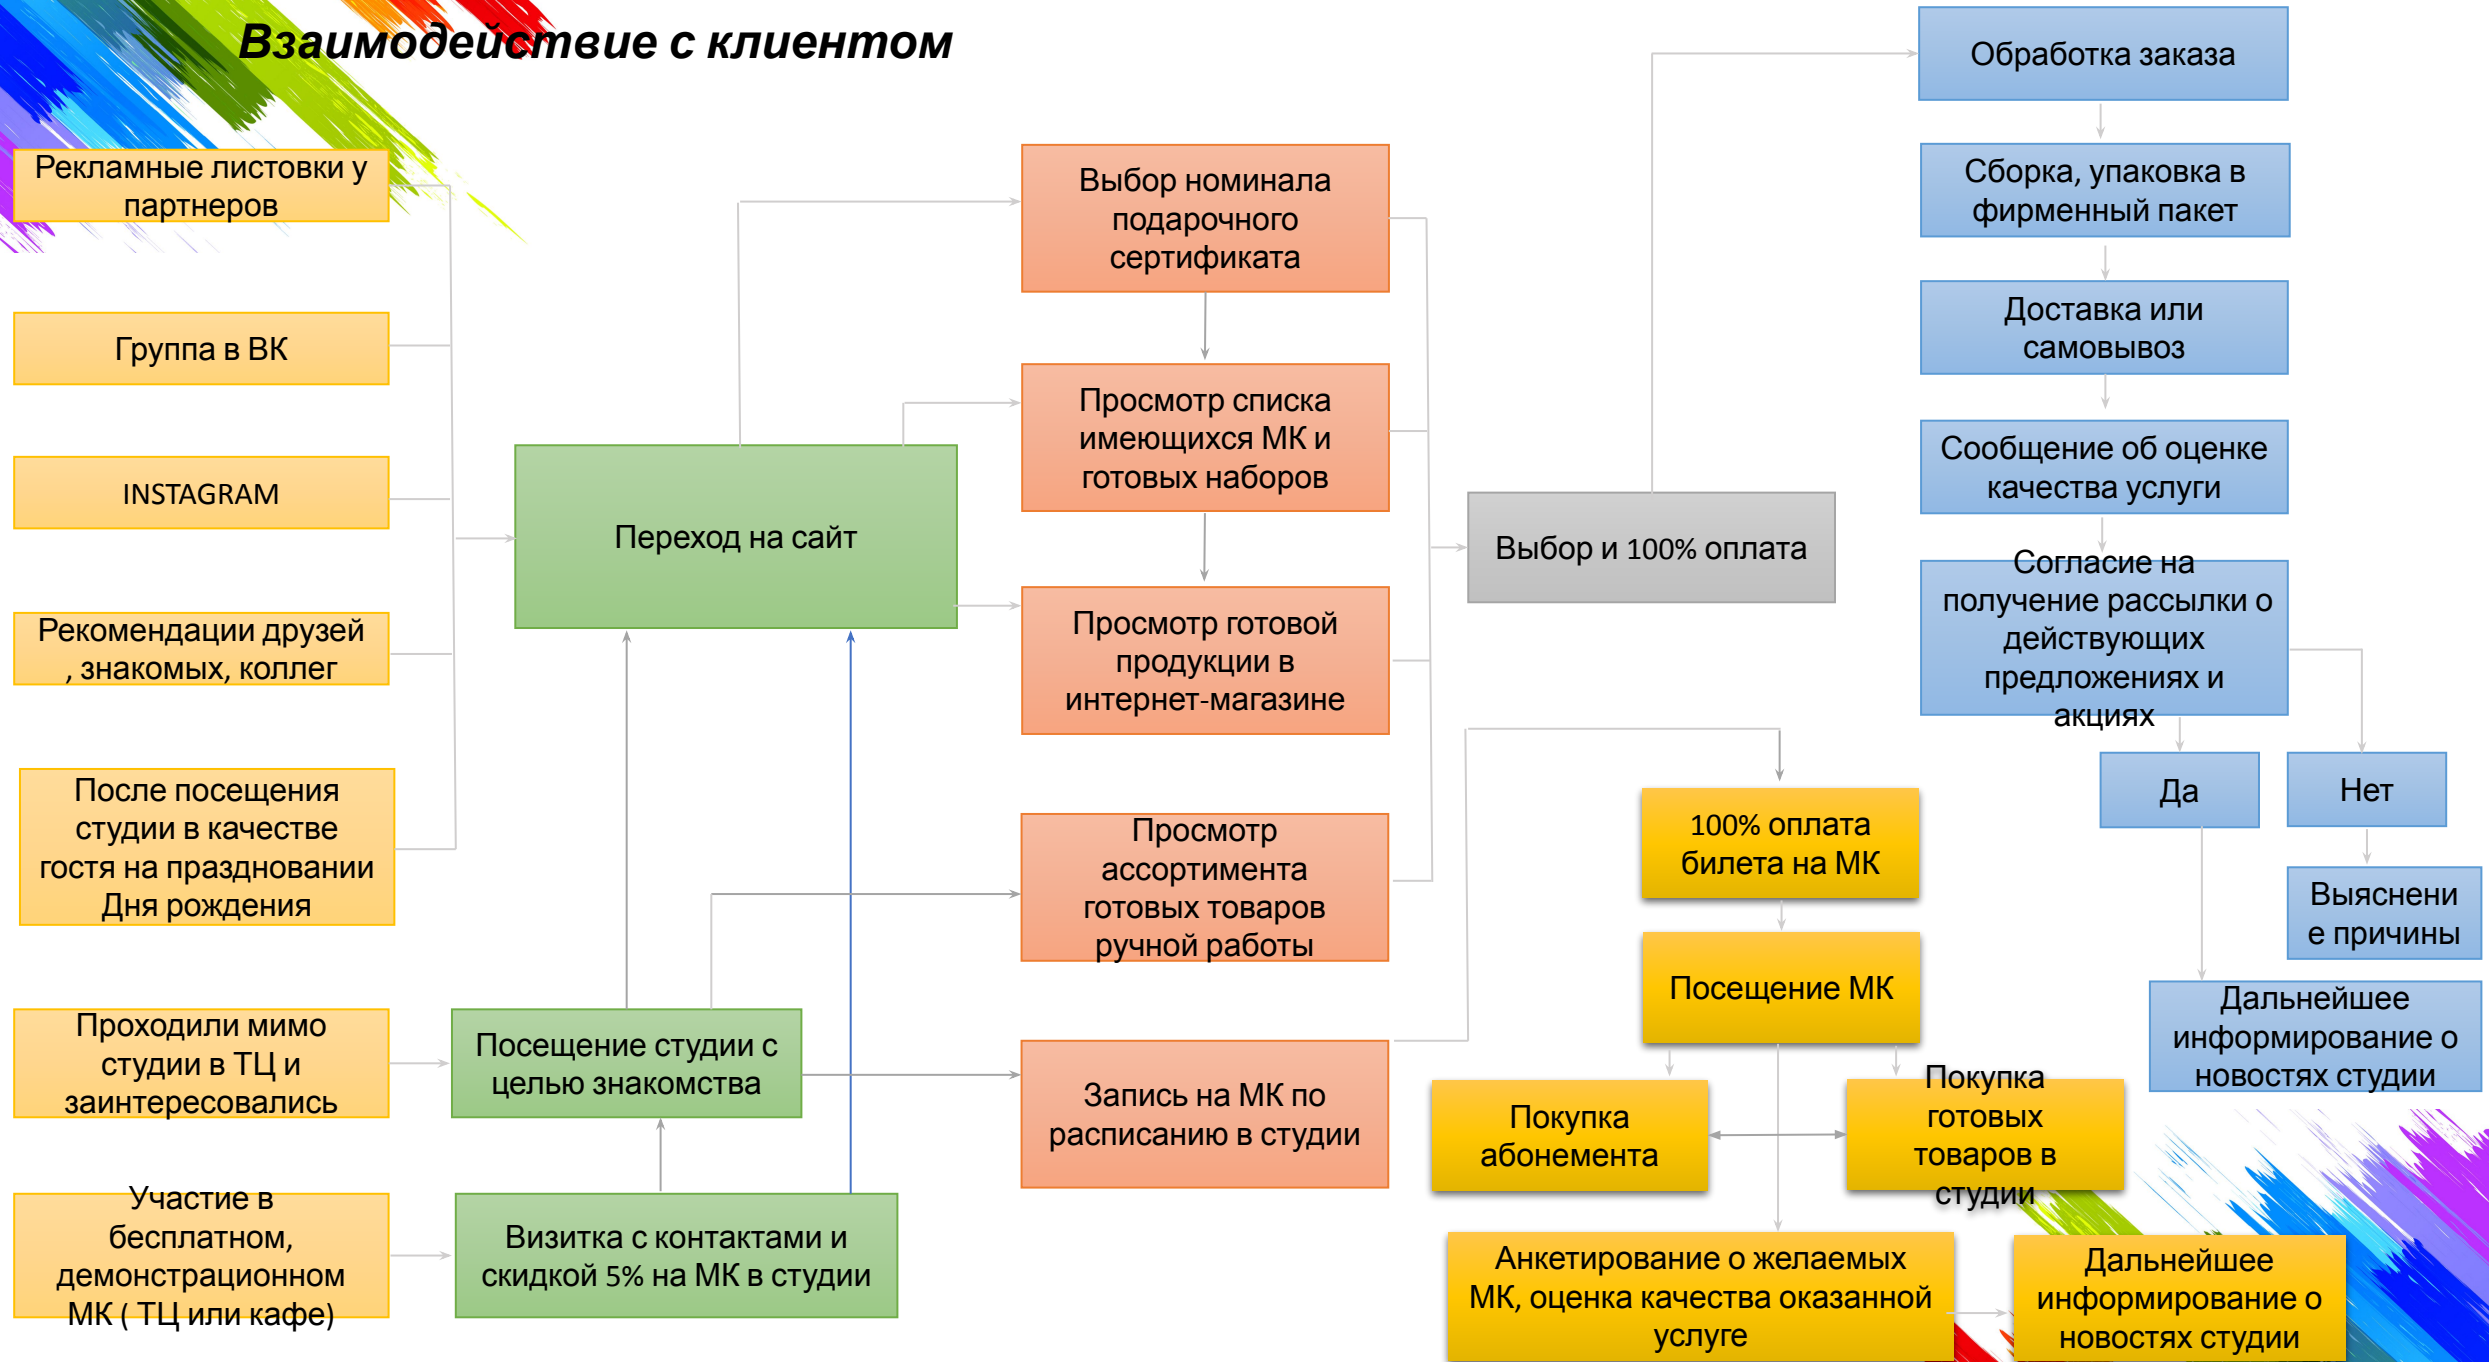 Взаимодействие с клиентом
Рекламные листовки у
партнеров
Группа в ВК
INSTAGRAM
Рекомендации друзей
, знакомых, коллег
После посещения
студии в качестве
гостя на праздновании
Дня рождения
Проходили мимо
студии в ТЦ и
заинтересовались
Участие в
бесплатном,
демонстрационном
МК ( ТЦ или кафе)
Переход на сайт
Посещение студии с
целью знакомства
Визитка с контактами и
скидкой 5% на МК в студии
Выбор номинала
подарочного
сертификата
Просмотр списка
имеющихся МК и
готовых наборов
Просмотр готовой
продукции в
интернет-магазине
Просмотр
ассортимента
готовых товаров
ручной работы
Запись на МК по
расписанию в студии
Выбор и 100% оплата
100% оплата
билета на МК
Посещение МК
Покупка
абонемента
Покупка
готовых
товаров в
студии
Анкетирование о желаемых
МК, оценка качества оказанной
услуге
Дальнейшее
информирование о
новостях студии
Обработка заказа
Сборка, упаковка в
фирменный пакет
Доставка или
самовывоз
Сообщение об оценке
качества услуги
Согласие на
получение рассылки о
действующих
предложениях и
акциях
Да
Нет
Выяснени
е причины
Дальнейшее
информирование о
новостях студии